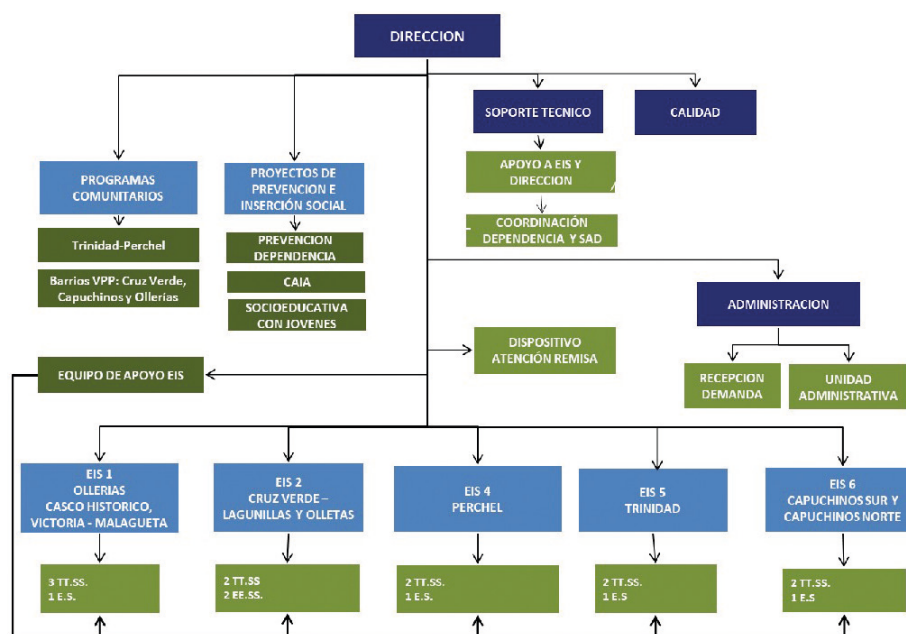 DIRECCION
SOPORTE TECNICO
CALIDAD
APOYO A EIS Y
DIRECCION
COORDINACIÓN
DEPENDENCIA Y SAD
PROGRAMAS
COMUNITARIOS
Trinidad-Perchel
Barrios VPP: Cruz Verde,
Capuchinos y Ollerías
PROYECTOS DE
PREVENCION E
INSERCIÓN SOCIAL
PREVENCION
DEPENDENCIA
CAIA
SOCIOEDUCATIVA
CON JOVENES
ADMINISTRACION
RECEPCION
DEMANDA
UNIDAD
ADMINISTRATIVA
DISPOSITIVO
ATENCIÓN REMISA
EQUIPO DE APOYO EIS
EIS 1
OLLERIAS
CASCO HISTORICO,
VICTORIA - MALAGUETA
EIS 2
CRUZ VERDE –
LAGUNILLAS Y OLLETAS
EIS 4
PERCHEL
EIS 5
TRINIDAD
EIS 6
CAPUCHINOS SUR Y
CAPUCHINOS NORTE
3 TT.SS.
1 E.S.
2 TT.SS
2 EE.SS.
2 TT.SS.
1 E.S.
2 TT.SS.
1 E.S
2 TT.SS.
1 E.S